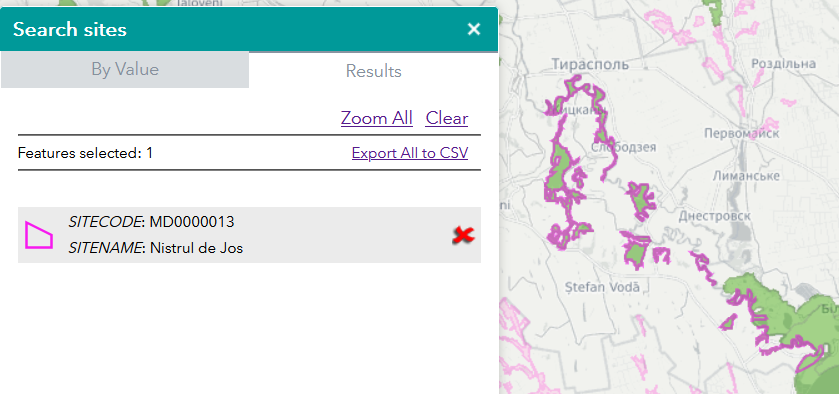 Search sites
×
By Value
Results
Zoom All Clear
Features selected: 1 Export All to CSV
SITECODE: MD0000013
SITENAME: Nistrul de Jos
Ialoveni
Тирасполь
Роздільна
Слободзея
Первомайск
Лиманське
Днестровск
Ștefan Vodă